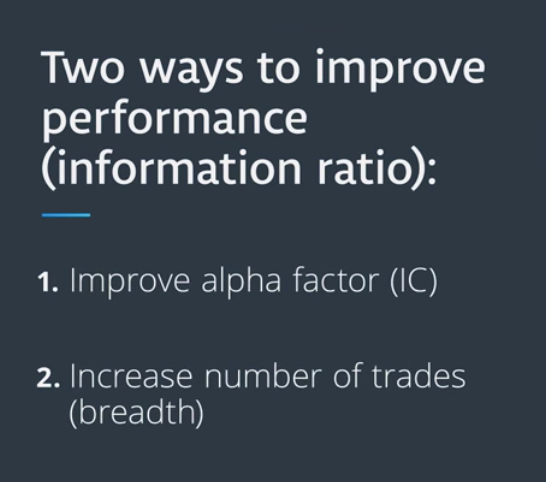 Two ways to improve
performance
(information ratio):
1. Improve alpha factor (IC)
2. Increase number of trades
(breadth)